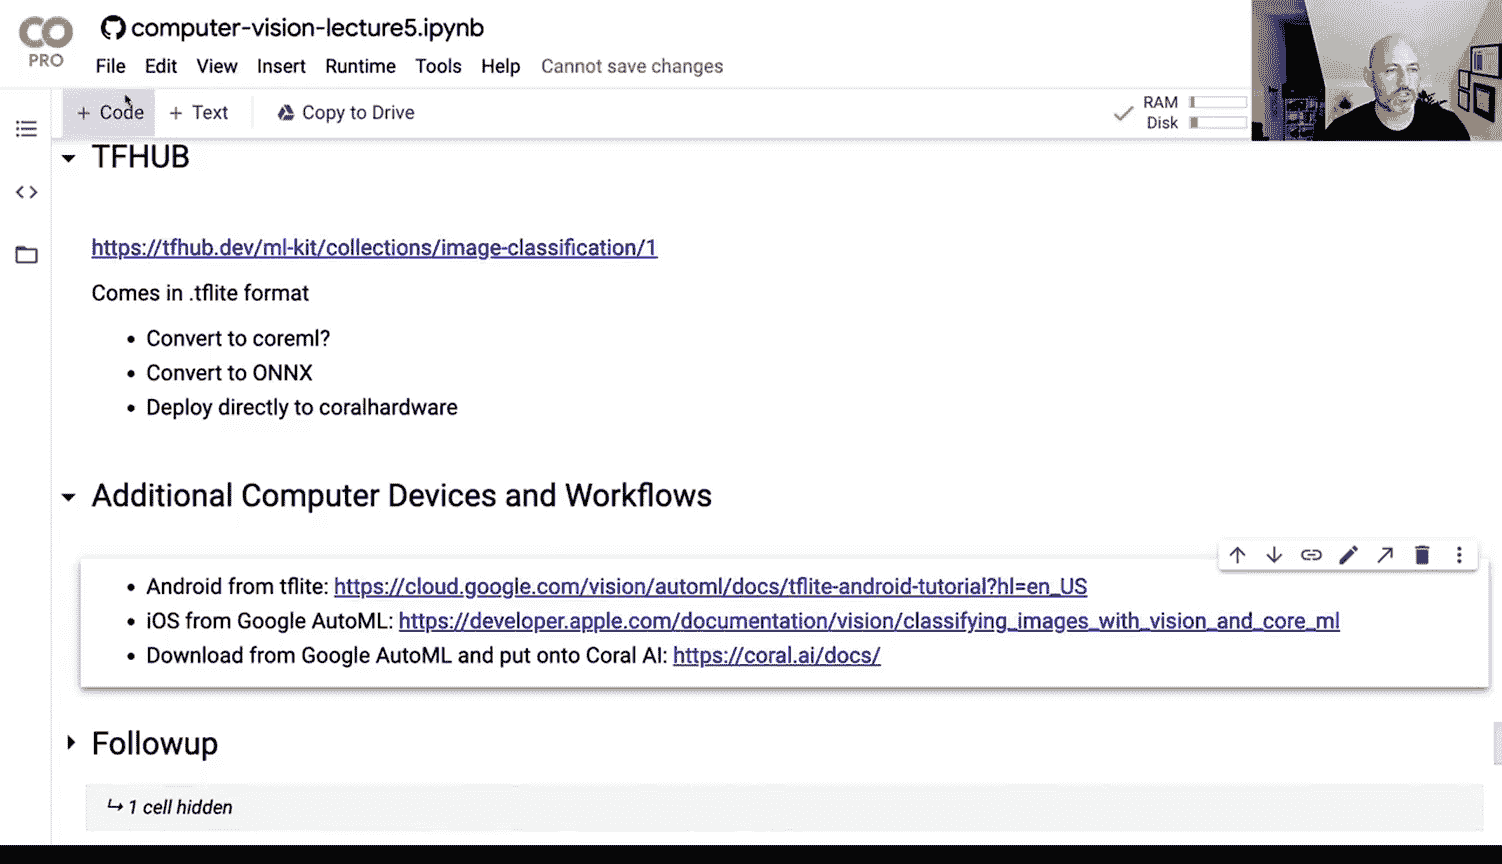 CO
PRO
computer-vision-lecture5.ipynb
File Edit View Insert Runtime Tools Help Cannot save changes
+ Code + Text Copy to Drive
RAM
Disk
TFHUB
https://tfhub.dev/ml-kit/collections/image-classification/1
Comes in .tflite format
• Convert to coreml?
• Convert to ONNX
• Deploy directly to coralhardware
Additional Computer Devices and Workflows
• Android from tflite: https://cloud.google.com/vision/automl/docs/tflite-android-tutorial?hl=en_US
• iOS from Google AutoML: https://developer.apple.com/documentation/vision/classifying_images_with_vision_and_core_ml
• Download from Google AutoML and put onto Coral AI: https://coral.ai/docs/
Followup
1 cell hidden